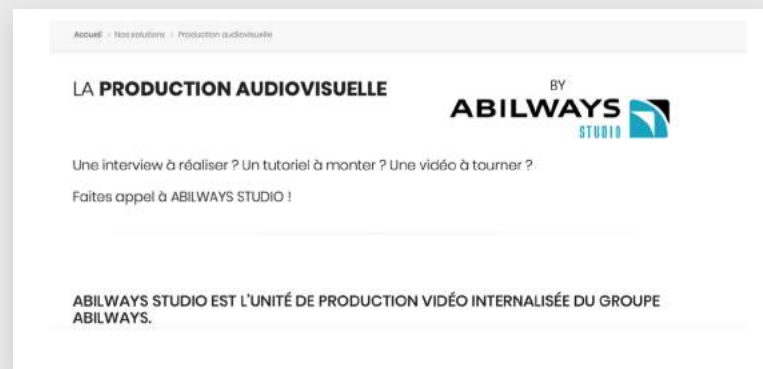 Accueil > Nos solutions > Production audiovisuelle
LA PRODUCTION AUDIOVISUELLE
BY
ABILWAYS
STUDIO
Une interview à réaliser ? Un tutoriel à monter ? Une vidéo à tourner ?
Faites appel à ABILWAYS STUDIO !
ABILWAYS STUDIO EST L'UNITÉ DE PRODUCTION VIDÉO INTERNALISÉE DU GROUPE
ABILWAYS.